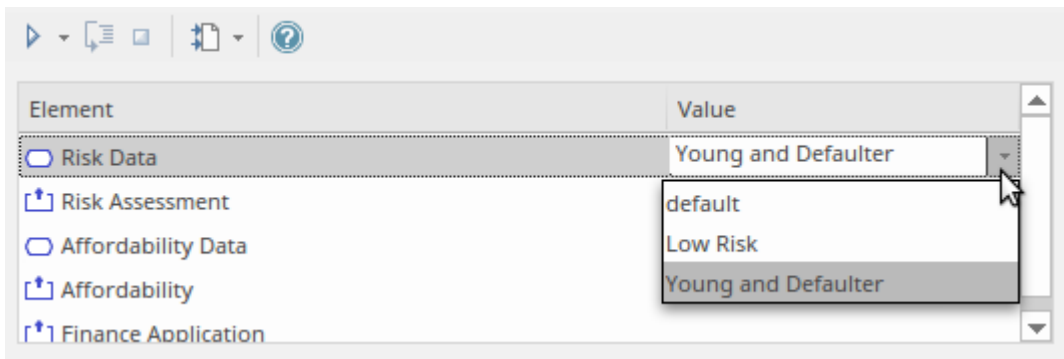 Element Value
Risk Data Young and Defaulter
Risk Assessment default
Affordability Data Low Risk
Affordability Young and Defaulter
Finance Application